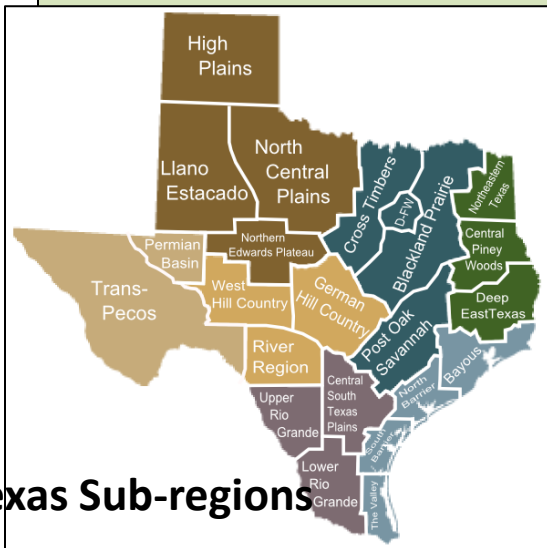 High
Plains
Llano
Estacado
North
Central
Plains
Cross Timbers
D-FW
Blackland Prairie
Northeastern
Texas
Central
Piney
Woods
Deep
EastTexas
Permian
Basin
Northern
Edwards Plateau
Trans-
Pecos
West
Hill Country
German
Hill Country
Post Oak
Savannah
River
Region
Bayous
North
Barrier
Upper
Rio
Grande
Central
South
Texas
Plains
South
Barrier
Lower
Rio
Grande
The Valley
exas Sub-regions